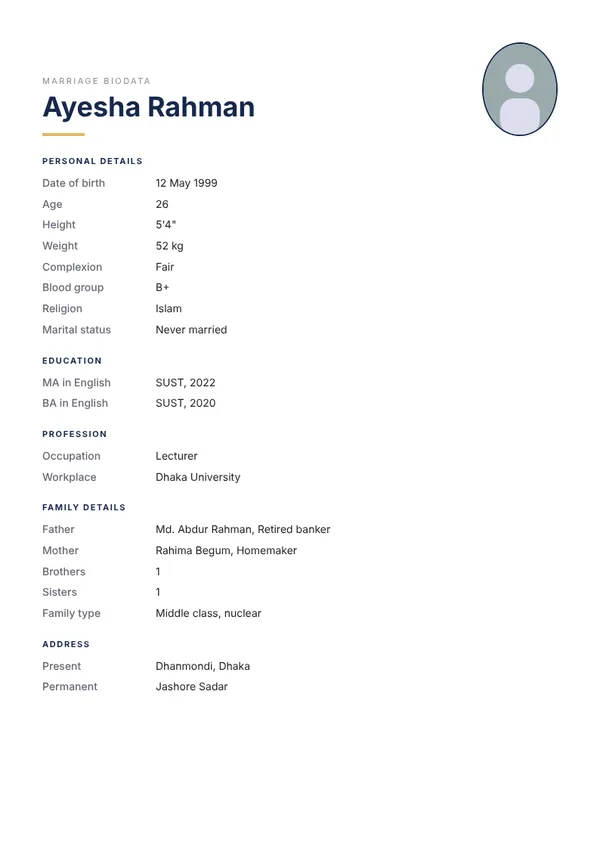 MARRIAGE BIODATA
Ayesha Rahman
PERSONAL DETAILS
Date of birth 12 May 1999
Age 26
Height 5'4"
Weight 52 kg
Complexion Fair
Blood group B+
Religion Islam
Marital status Never married
EDUCATION
MA in English SUST, 2022
BA in English SUST, 2020
PROFESSION
Occupation Lecturer
Workplace Dhaka University
FAMILY DETAILS
Father Md. Abdur Rahman, Retired banker
Mother Rahima Begum, Homemaker
Brothers 1
Sisters 1
Family type Middle class, nuclear
ADDRESS
Present Dhanmondi, Dhaka
Permanent Jashore Sadar